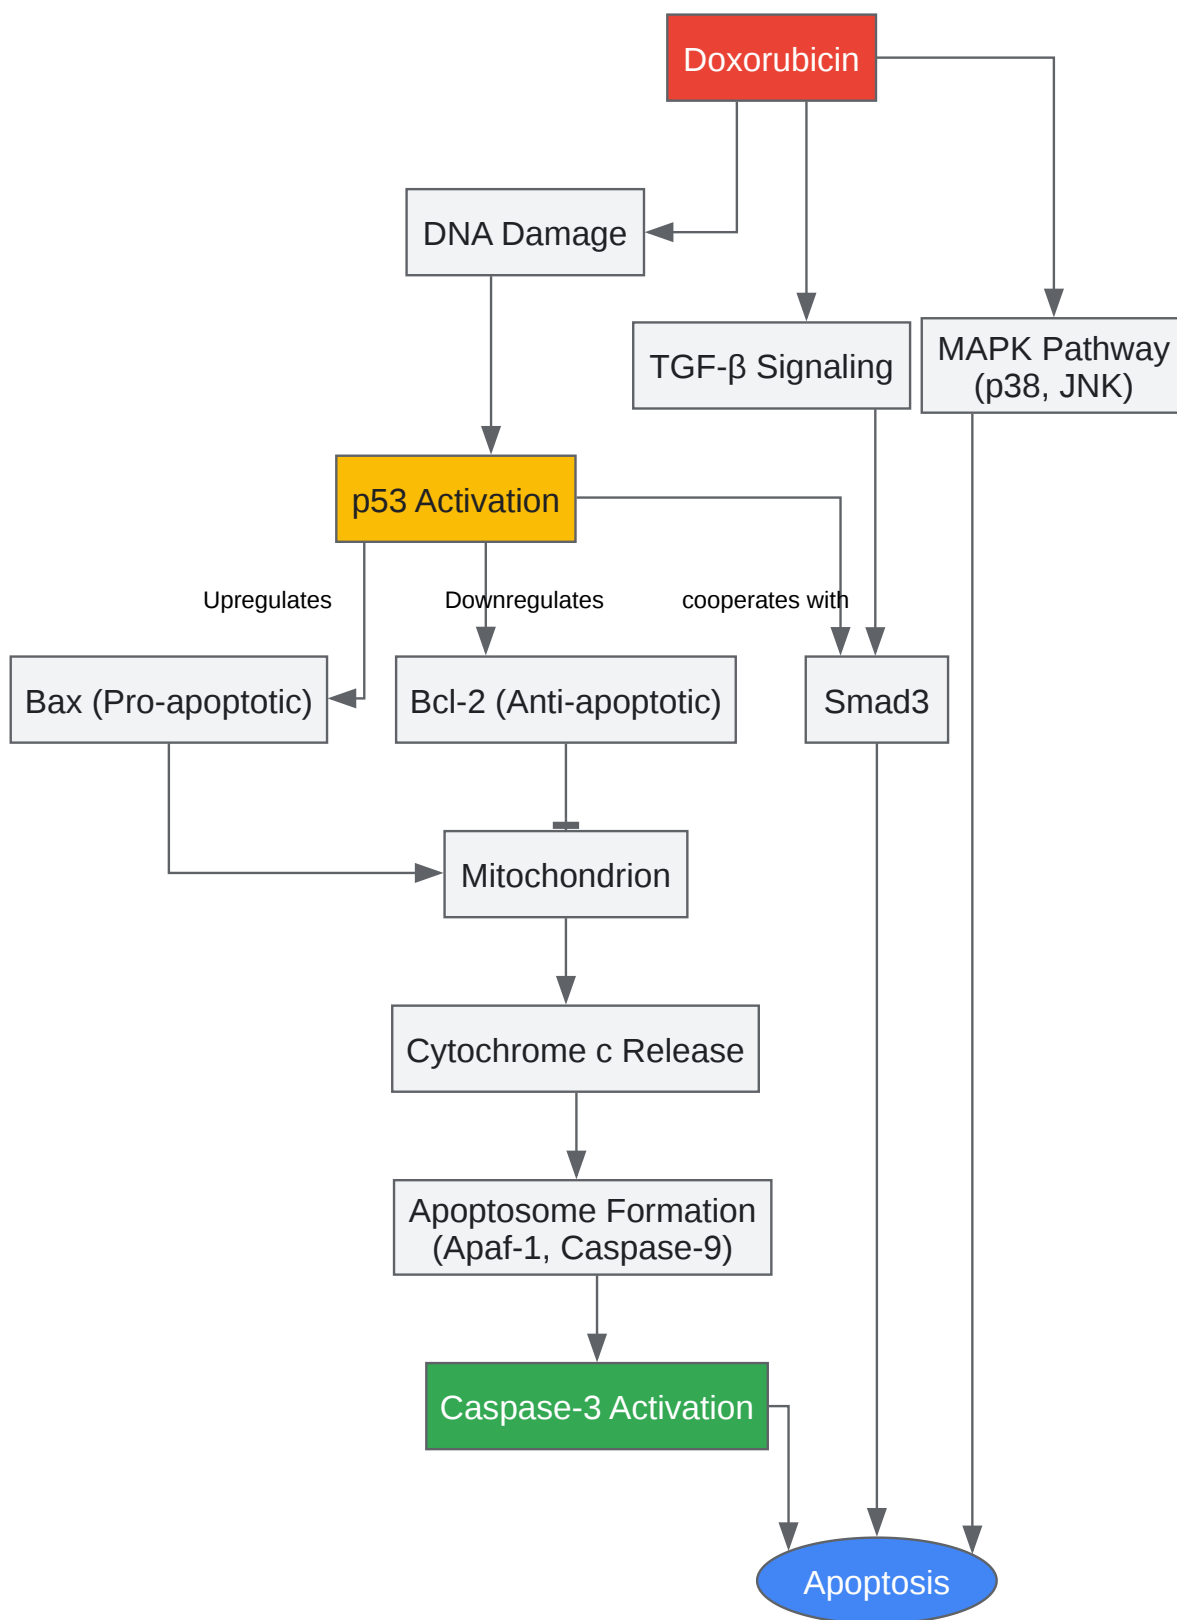 Doxorubicin
DNA Damage
TGF-β Signaling
MAPK Pathway
(p38, JNK)
p53 Activation
Upregulates
Downregulates
cooperates with
Bax (Pro-apoptotic)
Bcl-2 (Anti-apoptotic)
Smad3
Mitochondrion
Cytochrome c Release
Apoptosome Formation
(Apaf-1, Caspase-9)
Caspase-3 Activation
Apoptosis